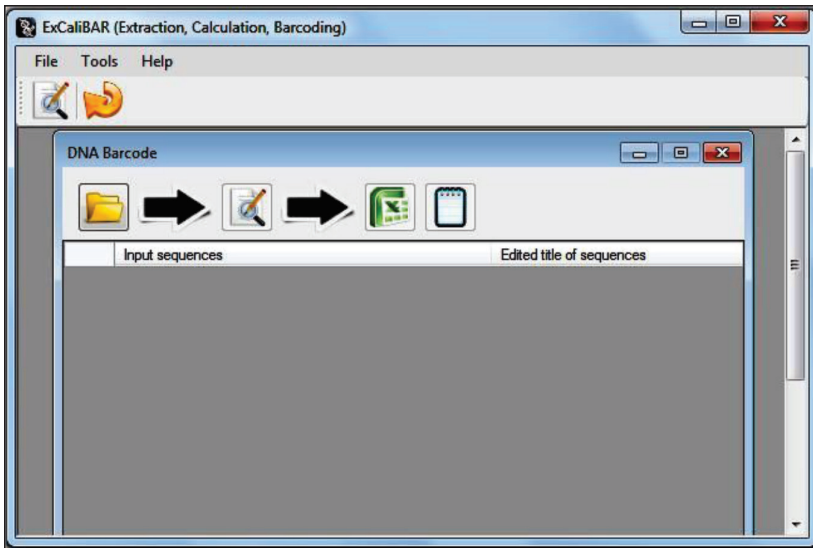 ExCaliBAR (Extraction, Calculation, Barcoding)
File Tools Help
DNA Barcode
Input sequences Edited title of sequences